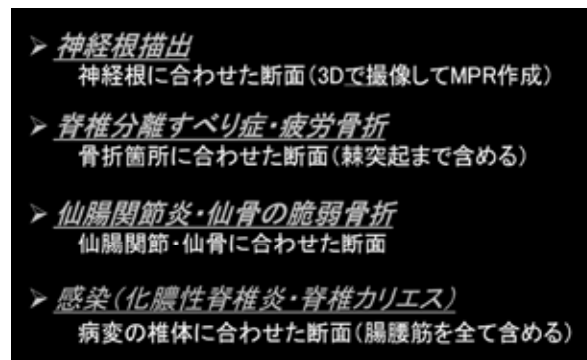 ➢ 神経根描出
神経根に合わせた断面(3Dで撮像してMPR作成)
➢ 脊椎分離すべり症・疲労骨折
骨折箇所に合わせた断面(棘突起まで含める)
➢ 仙腸関節炎・仙骨の脆弱骨折
仙腸関節・仙骨に合わせた断面
➢ 感染(化膿性脊椎炎・脊椎カリエス)
病変の椎体に合わせた断面(腸腰筋を全て含める)